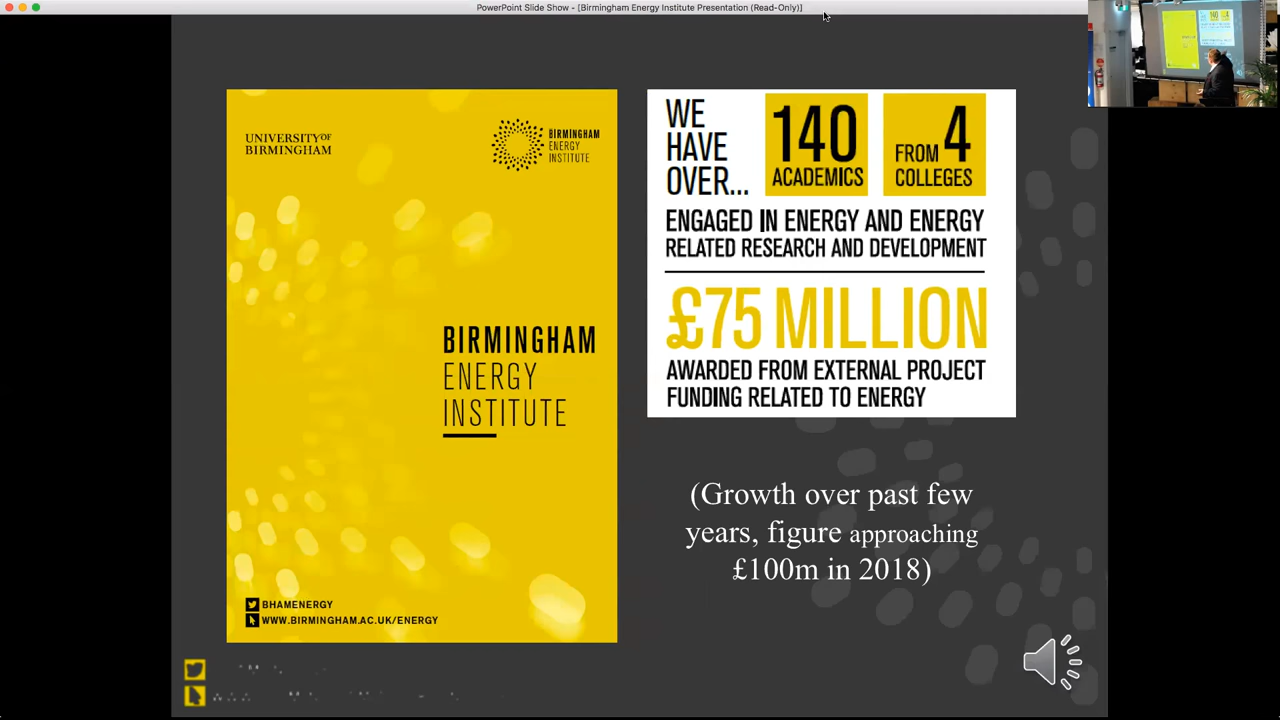 PowerPoint Slide Show - [Birmingham Energy Institute Presentation (Read-Only)]
UNIVERSITY OF
BIRMINGHAM
BIRMINGHAM
ENERGY
INSTITUTE
BIRMINGHAM
ENERGY
INSTITUTE
BHAMENERGY
WWW.BIRMINGHAM.AC.UK/ENERGY
WE
HAVE
OVER...
140
ACADEMICS
FROM 4
COLLEGES
ENGAGED IN ENERGY AND ENERGY
RELATED RESEARCH AND DEVELOPMENT
£75 MILLION
AWARDED FROM EXTERNAL PROJECT
FUNDING RELATED TO ENERGY
(Growth over past few
years, figure approaching
£100m in 2018)